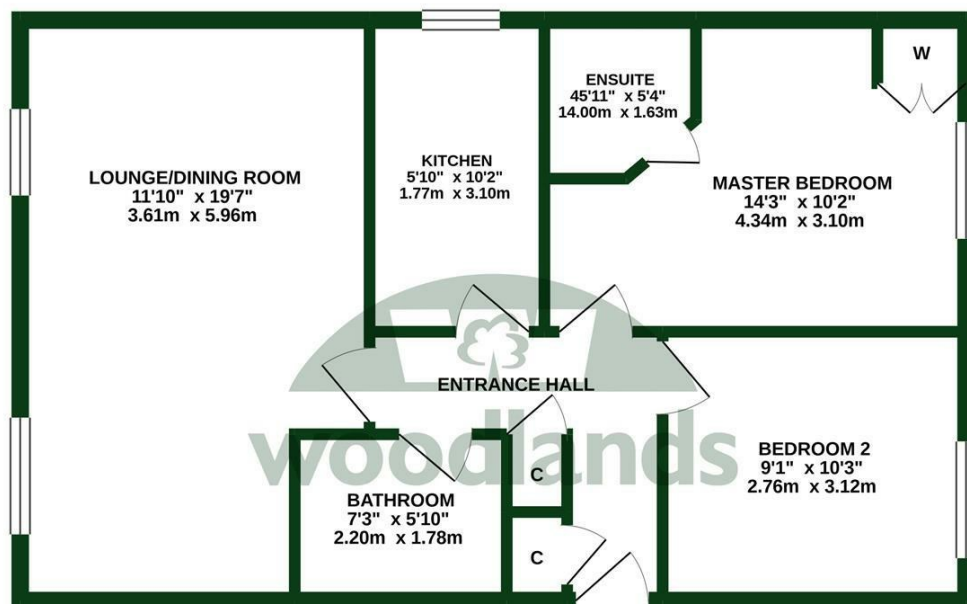 W
ENSUITE
45'11" x 5'4"
14.00m x 1.63m
KITCHEN
5'10" x 10'2"
1.77m x 3.10m
LOUNGE/DINING ROOM
11'10" x 19'7"
3.61m x 5.96m
MASTER BEDROOM
14'3" x 10'2"
4.34m x 3.10m
ENTRANCE HALL
woodlands
BEDROOM 2
9'1" x 10'3"
2.76m x 3.12m
C
BATHROOM
7'3" x 5'10"
2.20m x 1.78m
C